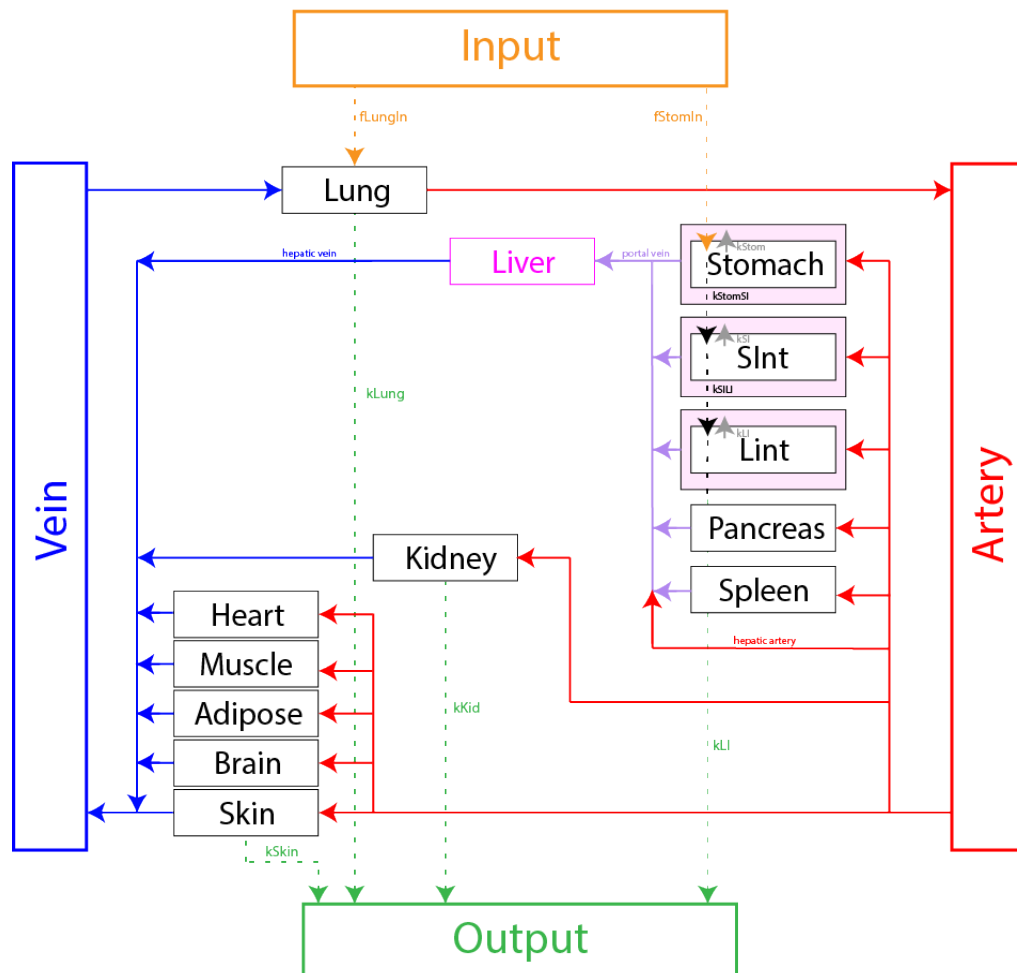 Input
fLungIn
fStomIn
Lung
hepatic vein
Liver
portal vein
kStom
Stomach
kStomSI
kSI
SInt
kSILI
kLung
kLI
Lint
Vein
Artery
Pancreas
Kidney
Spleen
Heart
hepatic artery
Muscle
Adipose
kKid
Brain
kLI
Skin
kSkin
Output